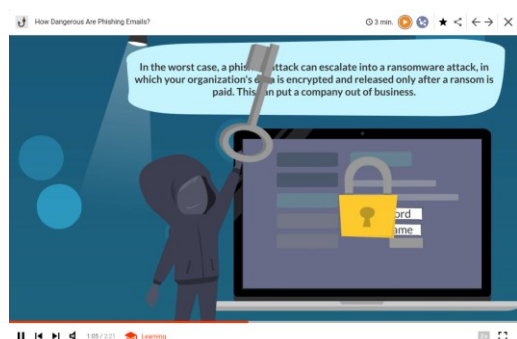 How Dangerous Are Phishing Emails?
3 min.
In the worst case, a phis attack can escalate into a ransomware attack, in
which your organization's d a is encrypted and released only after a ransom is
paid. This an put a company out of business.
ord
ame
1:05 / 2:21 Learning